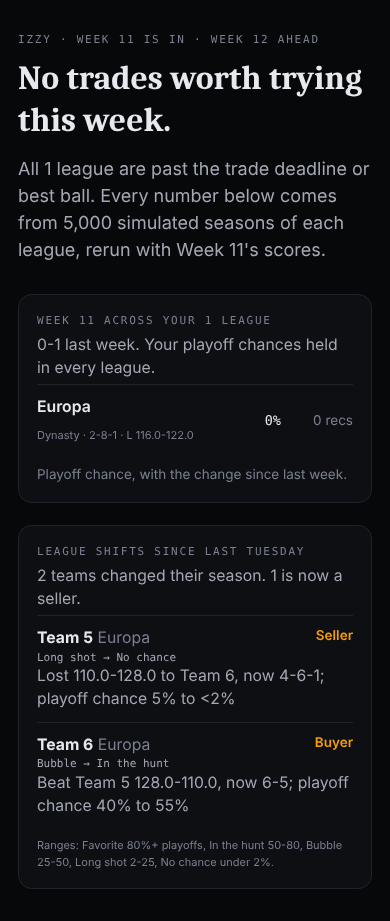 IZZY · WEEK 11 IS IN · WEEK 12 AHEAD
No trades worth trying
this week.
All 1 league are past the trade deadline or
best ball. Every number below comes
from 5,000 simulated seasons of each
league, rerun with Week 11's scores.
WEEK 11 ACROSS YOUR 1 LEAGUE
0-1 last week. Your playoff chances held
in every league.
Europa
0% 0 recs
Dynasty · 2-8-1 · L 116.0-122.0
Playoff chance, with the change since last week.
LEAGUE SHIFTS SINCE LAST TUESDAY
2 teams changed their season. 1 is now a
seller.
Team 5 Europa Seller
Long shot → No chance
Lost 110.0-128.0 to Team 6, now 4-6-1;
playoff chance 5% to <2%
Team 6 Europa Buyer
Bubble → In the hunt
Beat Team 5 128.0-110.0, now 6-5; playoff
chance 40% to 55%
Ranges: Favorite 80%+ playoffs, In the hunt 50-80, Bubble
25-50, Long shot 2-25, No chance under 2%.